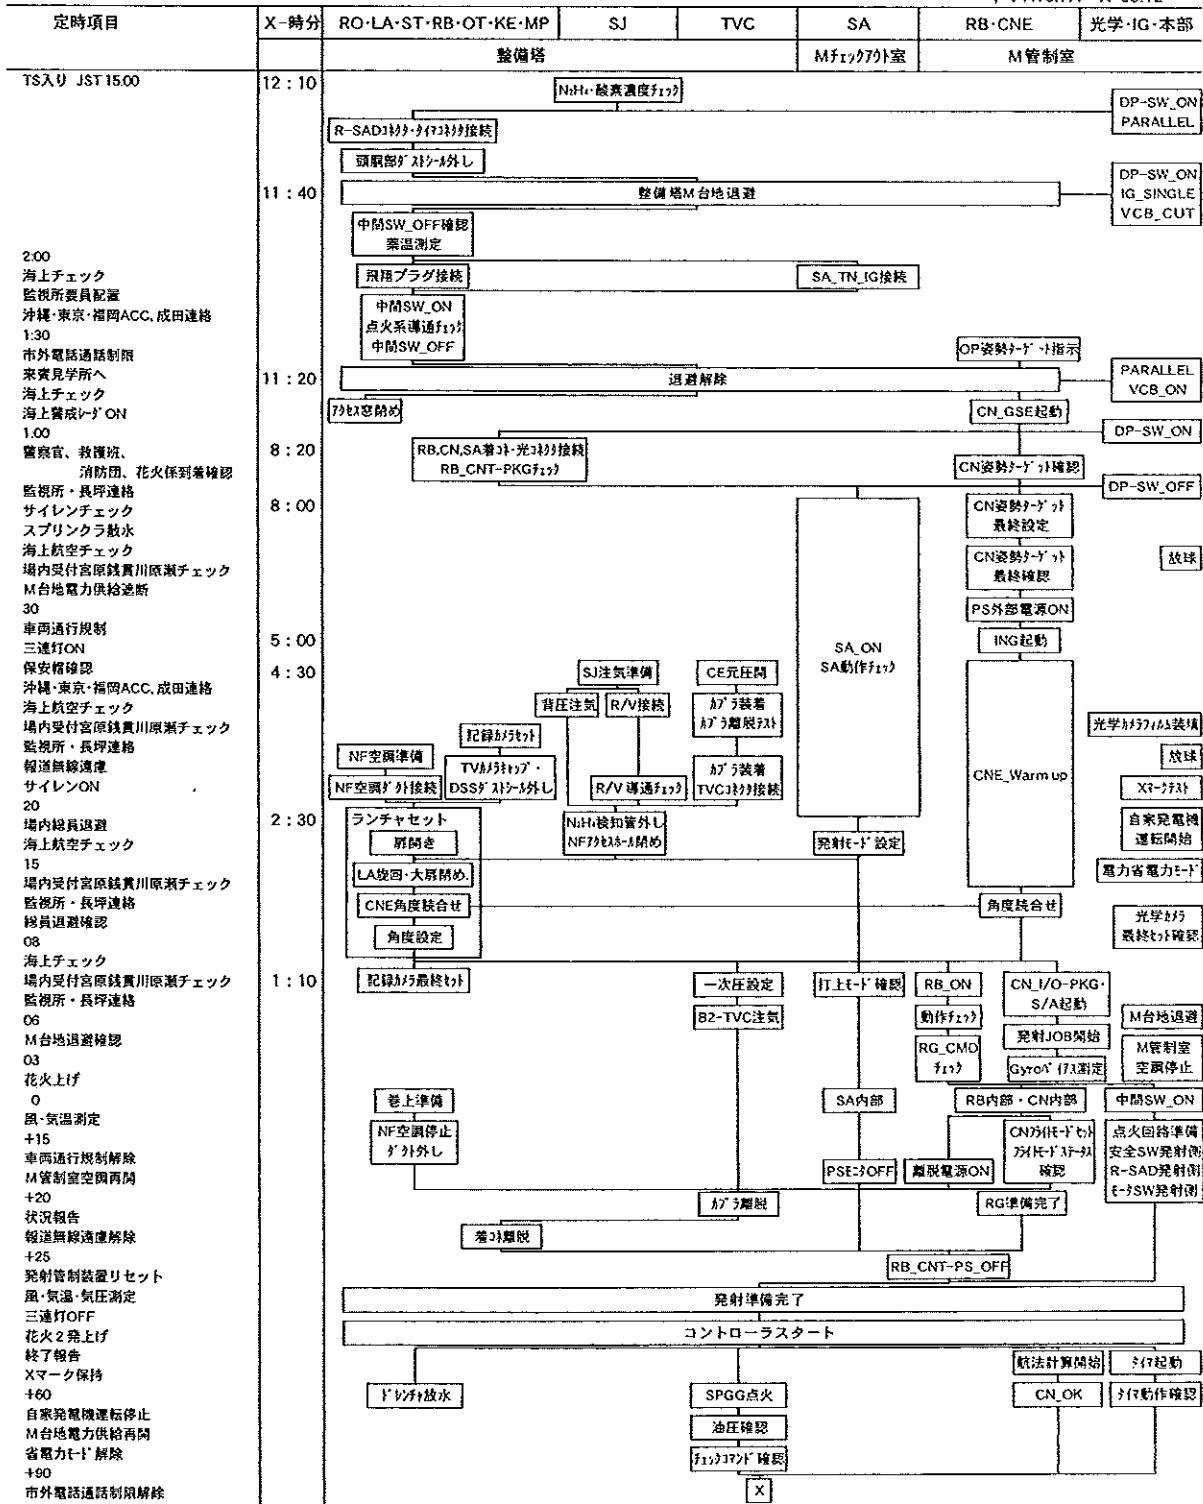 定時項目
X-時分
RO・LA・ST・RB・OT・KE・MP
SJ
TVC
SA
RB・CNE
光学・IG・本部
整備塔
Mチェックアウト室
M管制室
TS入り JST 15:00
2:00
海上チェック
監視所要員配置
沖縄・東京・福岡ACC、成田連絡
1:30
市外電話通話制限
来賓見学所へ
海上チェック
海上警戒レーダON
1:00
警察官、救護班、
消防団、花火係到着確認
監視所・長坪連絡
サイレンチェック
スプリンクラ散水
海上航空チェック
場内受付宮原銭貫川原瀬チェック
M台地電力供給遮断
30
車両通行規制
三連灯ON
保安帽確認
沖縄・東京・福岡ACC、成田連絡
海上航空チェック
場内受付宮原銭貫川原瀬チェック
監視所・長坪連絡
報道無線遠慮
サイレンON
20
場内総員退避
海上航空チェック
15
場内受付宮原銭貫川原瀬チェック
監視所・長坪連絡
総員退避確認
08
海上チェック
場内受付宮原銭貫川原瀬チェック
監視所・長坪連絡
06
M台地退避確認
03
花火上げ
0
風・気温測定
+15
車両通行規制解除
M管制室空調再開
+20
状況報告
報道無線遠慮解除
+25
発射管制装置リセット
風・気温・気圧測定
三連灯OFF
花火2発上げ
終了報告
Xマーク保持
+60
自家発電機運転停止
M台地電力供給再開
省電力モード解除
+90
市外電話通話制限解除
12:10
N₂H₄・酸素濃度チェック
DP-SW_ON
PARALLEL
R-SADコネクタ・タイマコネクタ接続
頭胴部ダストシール外し
11:40
整備塔M台地退避
DP-SW_ON
IG_SINGLE
VCB_CUT
中間SW_OFF確認
薬温測定
飛翔プラグ接続
SA_TN_IG接続
中間SW_ON
点火系導通チェック
中間SW_OFF
OP姿勢ターゲット指示
11:20
退避解除
PARALLEL
VCB_ON
アクセス窓閉め
CN_GSE起動
DP-SW_ON
8:20
RB,CN,SA着コネ・光コネクタ接続
RB_CNT-PKGチェック
CN姿勢ターゲット確認
DP-SW_OFF
8:00
CN姿勢ターゲット
最終設定
CN姿勢ターゲット
最終確認
放球
PS外部電源ON
5:00
SA_ON
SA動作チェック
ING起動
4:30
SJ注気準備
CE元圧開
背圧注気
R/V接続
カプラ装着
カプラ離脱テスト
光学カメラフィルム装填
記録カメラセット
NF空調準備
TVカメラキャップ・
DSSダストシール外し
カプラ装着
TVCコネクタ接続
放球
CNE_Warm up
NF空調ダクト接続
R/V導通チェック
Xマークテスト
2:30
ランチャセット
扉開き
N₂H₄検知管外し
NFアクセスホール閉め
発射モード設定
自家発電機
運転開始
LA旋回・大扉閉め.
電力省電力モード
CNE角度読合せ
角度読合せ
角度設定
光学カメラ
最終セット確認
1:10
記録カメラ最終セット
一次圧設定
打上モード確認
RB_ON
CN_I/O-PKG・
S/A起動
B2-TVC注気
動作チェック
M台地退避
発射JOB開始
RG_CMD
チェック
Gyroバイアス測定
M管制室
空調停止
巻上準備
SA内部
RB内部・CN内部
中間SW_ON
NF空調停止
ダクト外し
CNフライトモードセット
フライトモードステータス
確認
点火回路準備
安全SW発射側
R-SAD発射側
モータSW発射側
PSモニタOFF
離脱電源ON
カプラ離脱
RG準備完了
着コネ離脱
RB_CNT-PS_OFF
発射準備完了
コントローラスタート
航法計算開始
タイマ起動
ドレンチャ放水
SPGG点火
CN_OK
タイマ動作確認
油圧確認
チェックコマンド確認
X